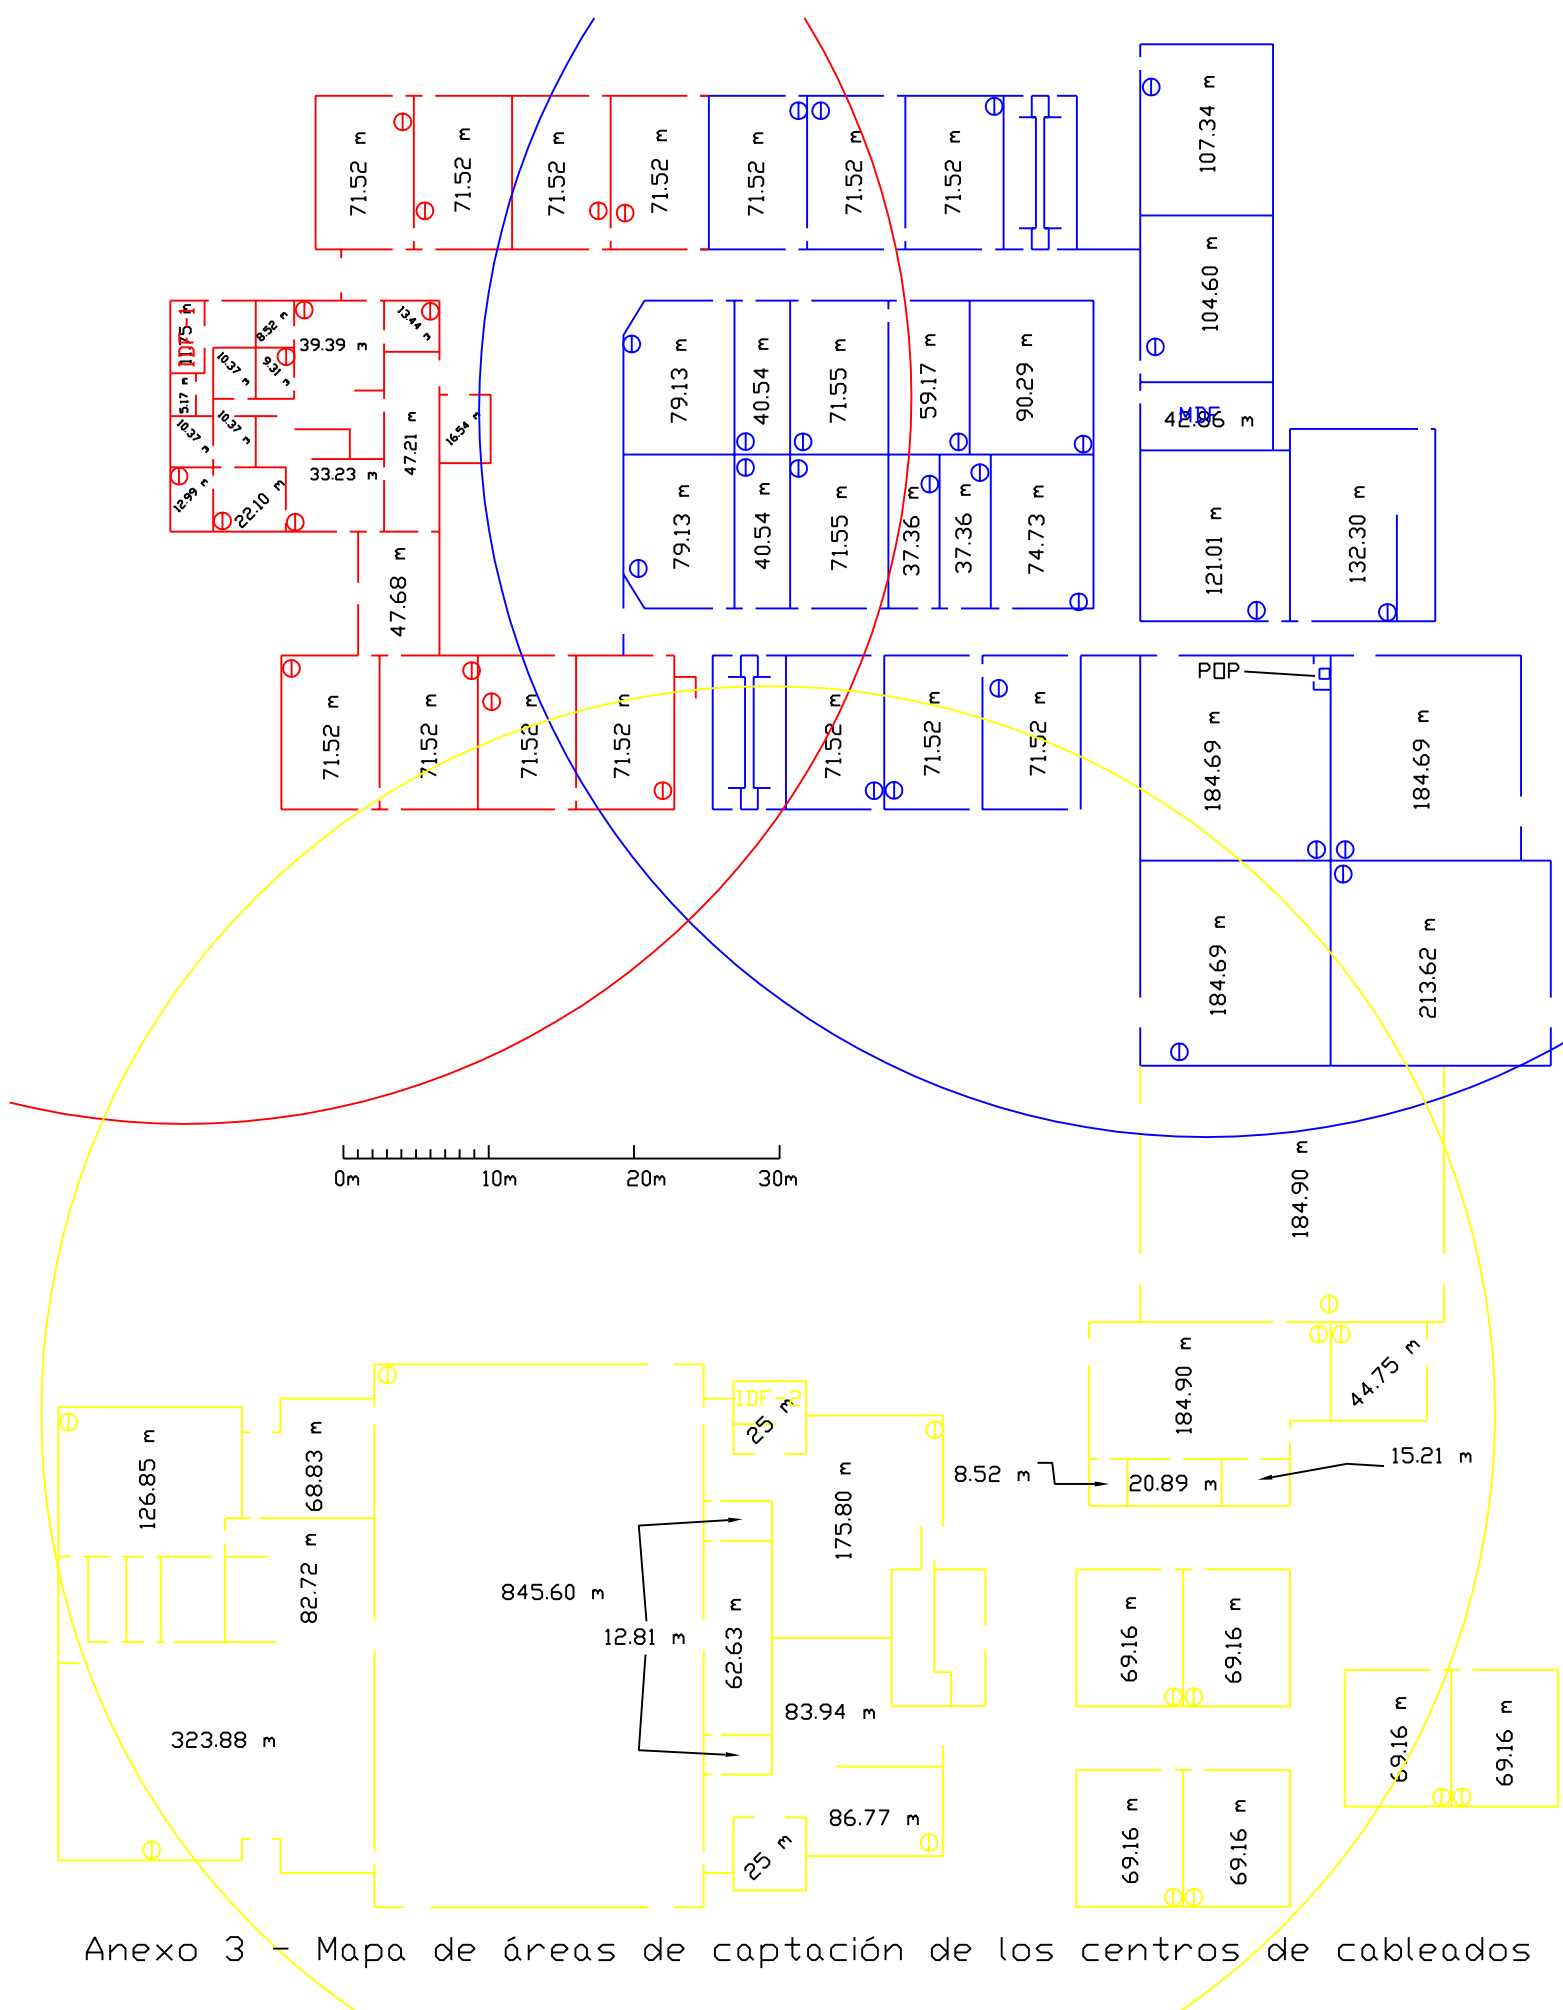 107.34 m
71.52 m
71.52 m
71.52 m
71.52 m
71.52 m
71.52 m
71.52 m
104.60 m
IDF-1
8.52 m
13.44 m
39.39 m
10.37 m
9.31 m
5.17 m
10.37 m
10.37 m
47.21 m
16.54 m
33.23 m
12.99 m
22.10 m
79.13 m
40.54 m
71.55 m
59.17 m
90.29 m
MDF
42.86 m
79.13 m
40.54 m
71.55 m
37.36 m
37.36 m
74.73 m
121.01 m
132.30 m
47.68 m
POP
71.52 m
71.52 m
71.52 m
71.52 m
71.52 m
71.52 m
71.52 m
184.69 m
184.69 m
184.69 m
213.62 m
0m 10m 20m 30m
184.90 m
184.90 m
44.75 m
IDF-2
25 m
126.85 m
68.83 m
175.80 m
8.52 m
20.89 m
15.21 m
82.72 m
845.60 m
12.81 m
62.63 m
69.16 m
69.16 m
83.94 m
69.16 m
69.16 m
323.88 m
86.77 m
25 m
69.16 m
69.16 m
Anexo 3 - Mapa de áreas de captación de los centros de cableados